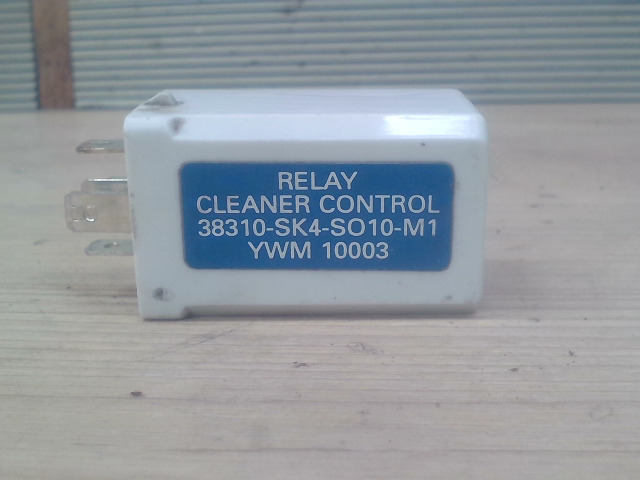 RELAY
CLEANER CONTROL
38310-SK4-SO10-M1
YWM 10003